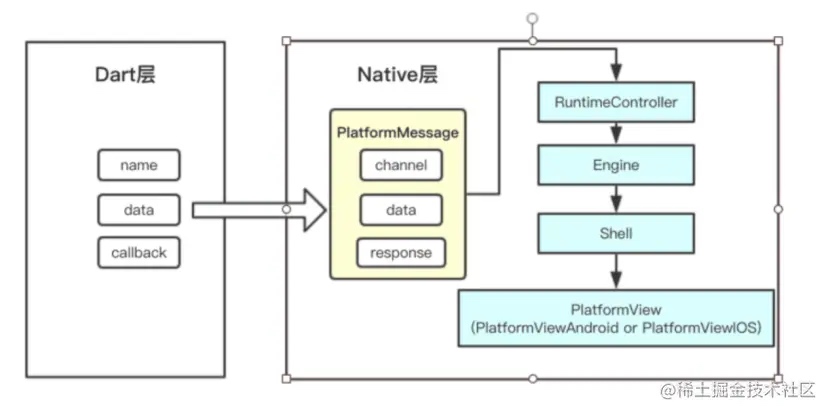 Dart层
name
data
callback
Native层
PlatformMessage
channel
data
response
RuntimeController
Engine
Shell
PlatformView
(PlatformViewAndroid or PlatformViewIOS)
@稀土掘金技术社区